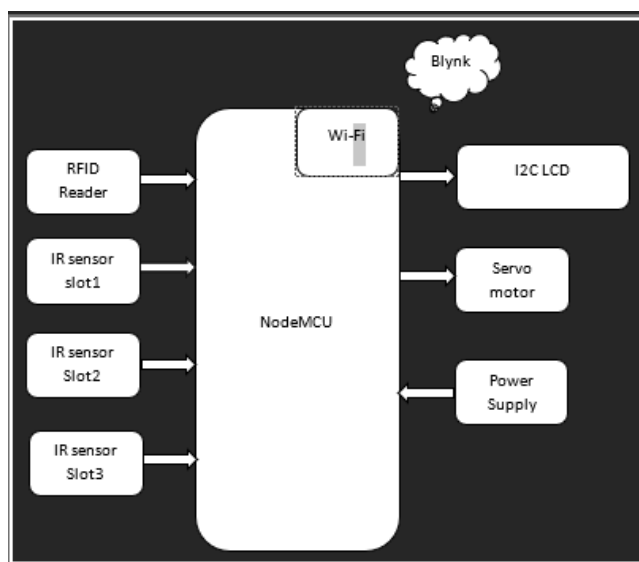 Blynk
Wi-Fi
RFID
Reader
I2C LCD
IR sensor
slot1
Servo
motor
NodeMCU
IR sensor
Slot2
Power
Supply
IR sensor
Slot3